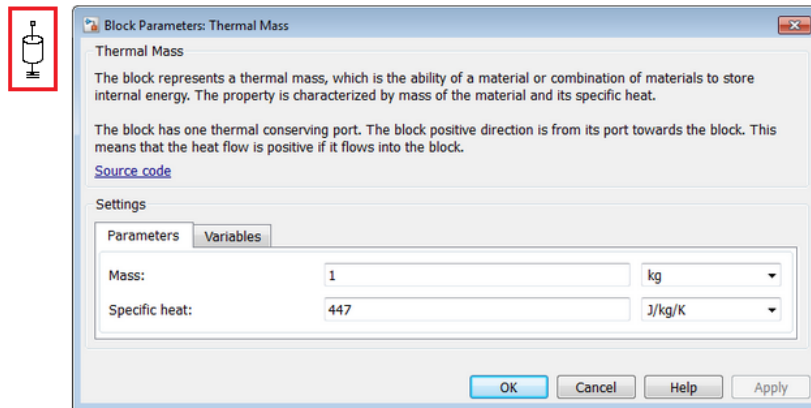 Block Parameters: Thermal Mass
Thermal Mass
The block represents a thermal mass, which is the ability of a material or combination of materials to store
internal energy. The property is characterized by mass of the material and its specific heat.
The block has one thermal conserving port. The block positive direction is from its port towards the block. This
means that the heat flow is positive if it flows into the block.
Source code
Settings
Parameters Variables
Mass: 1 kg
Specific heat: 447 J/kg/K
OK Cancel Help Apply